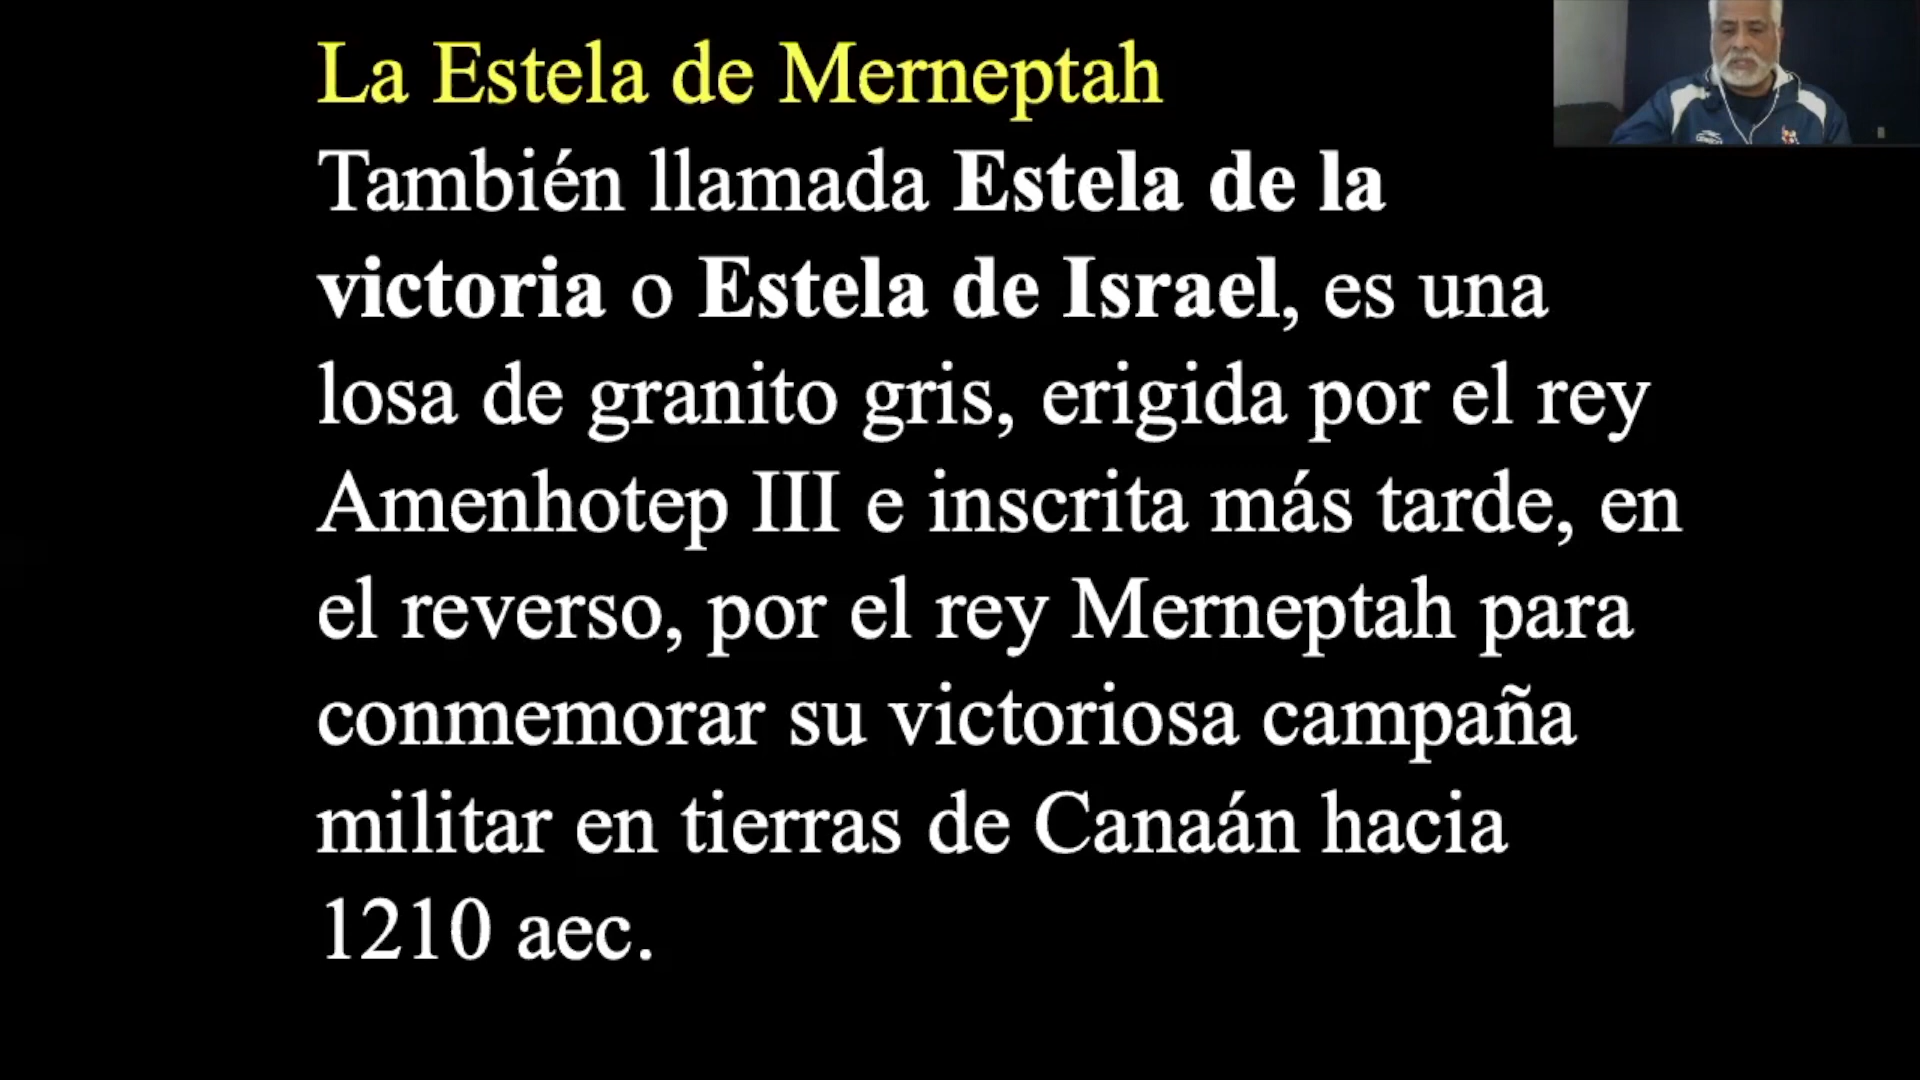 La Estela de Merneptah
También llamada Estela de la
victoria o Estela de Israel, es una
losa de granito gris, erigida por el rey
Amenhotep III e inscrita más tarde, en
el reverso, por el rey Merneptah para
conmemorar su victoriosa campaña
militar en tierras de Canaán hacia
1210 aec.